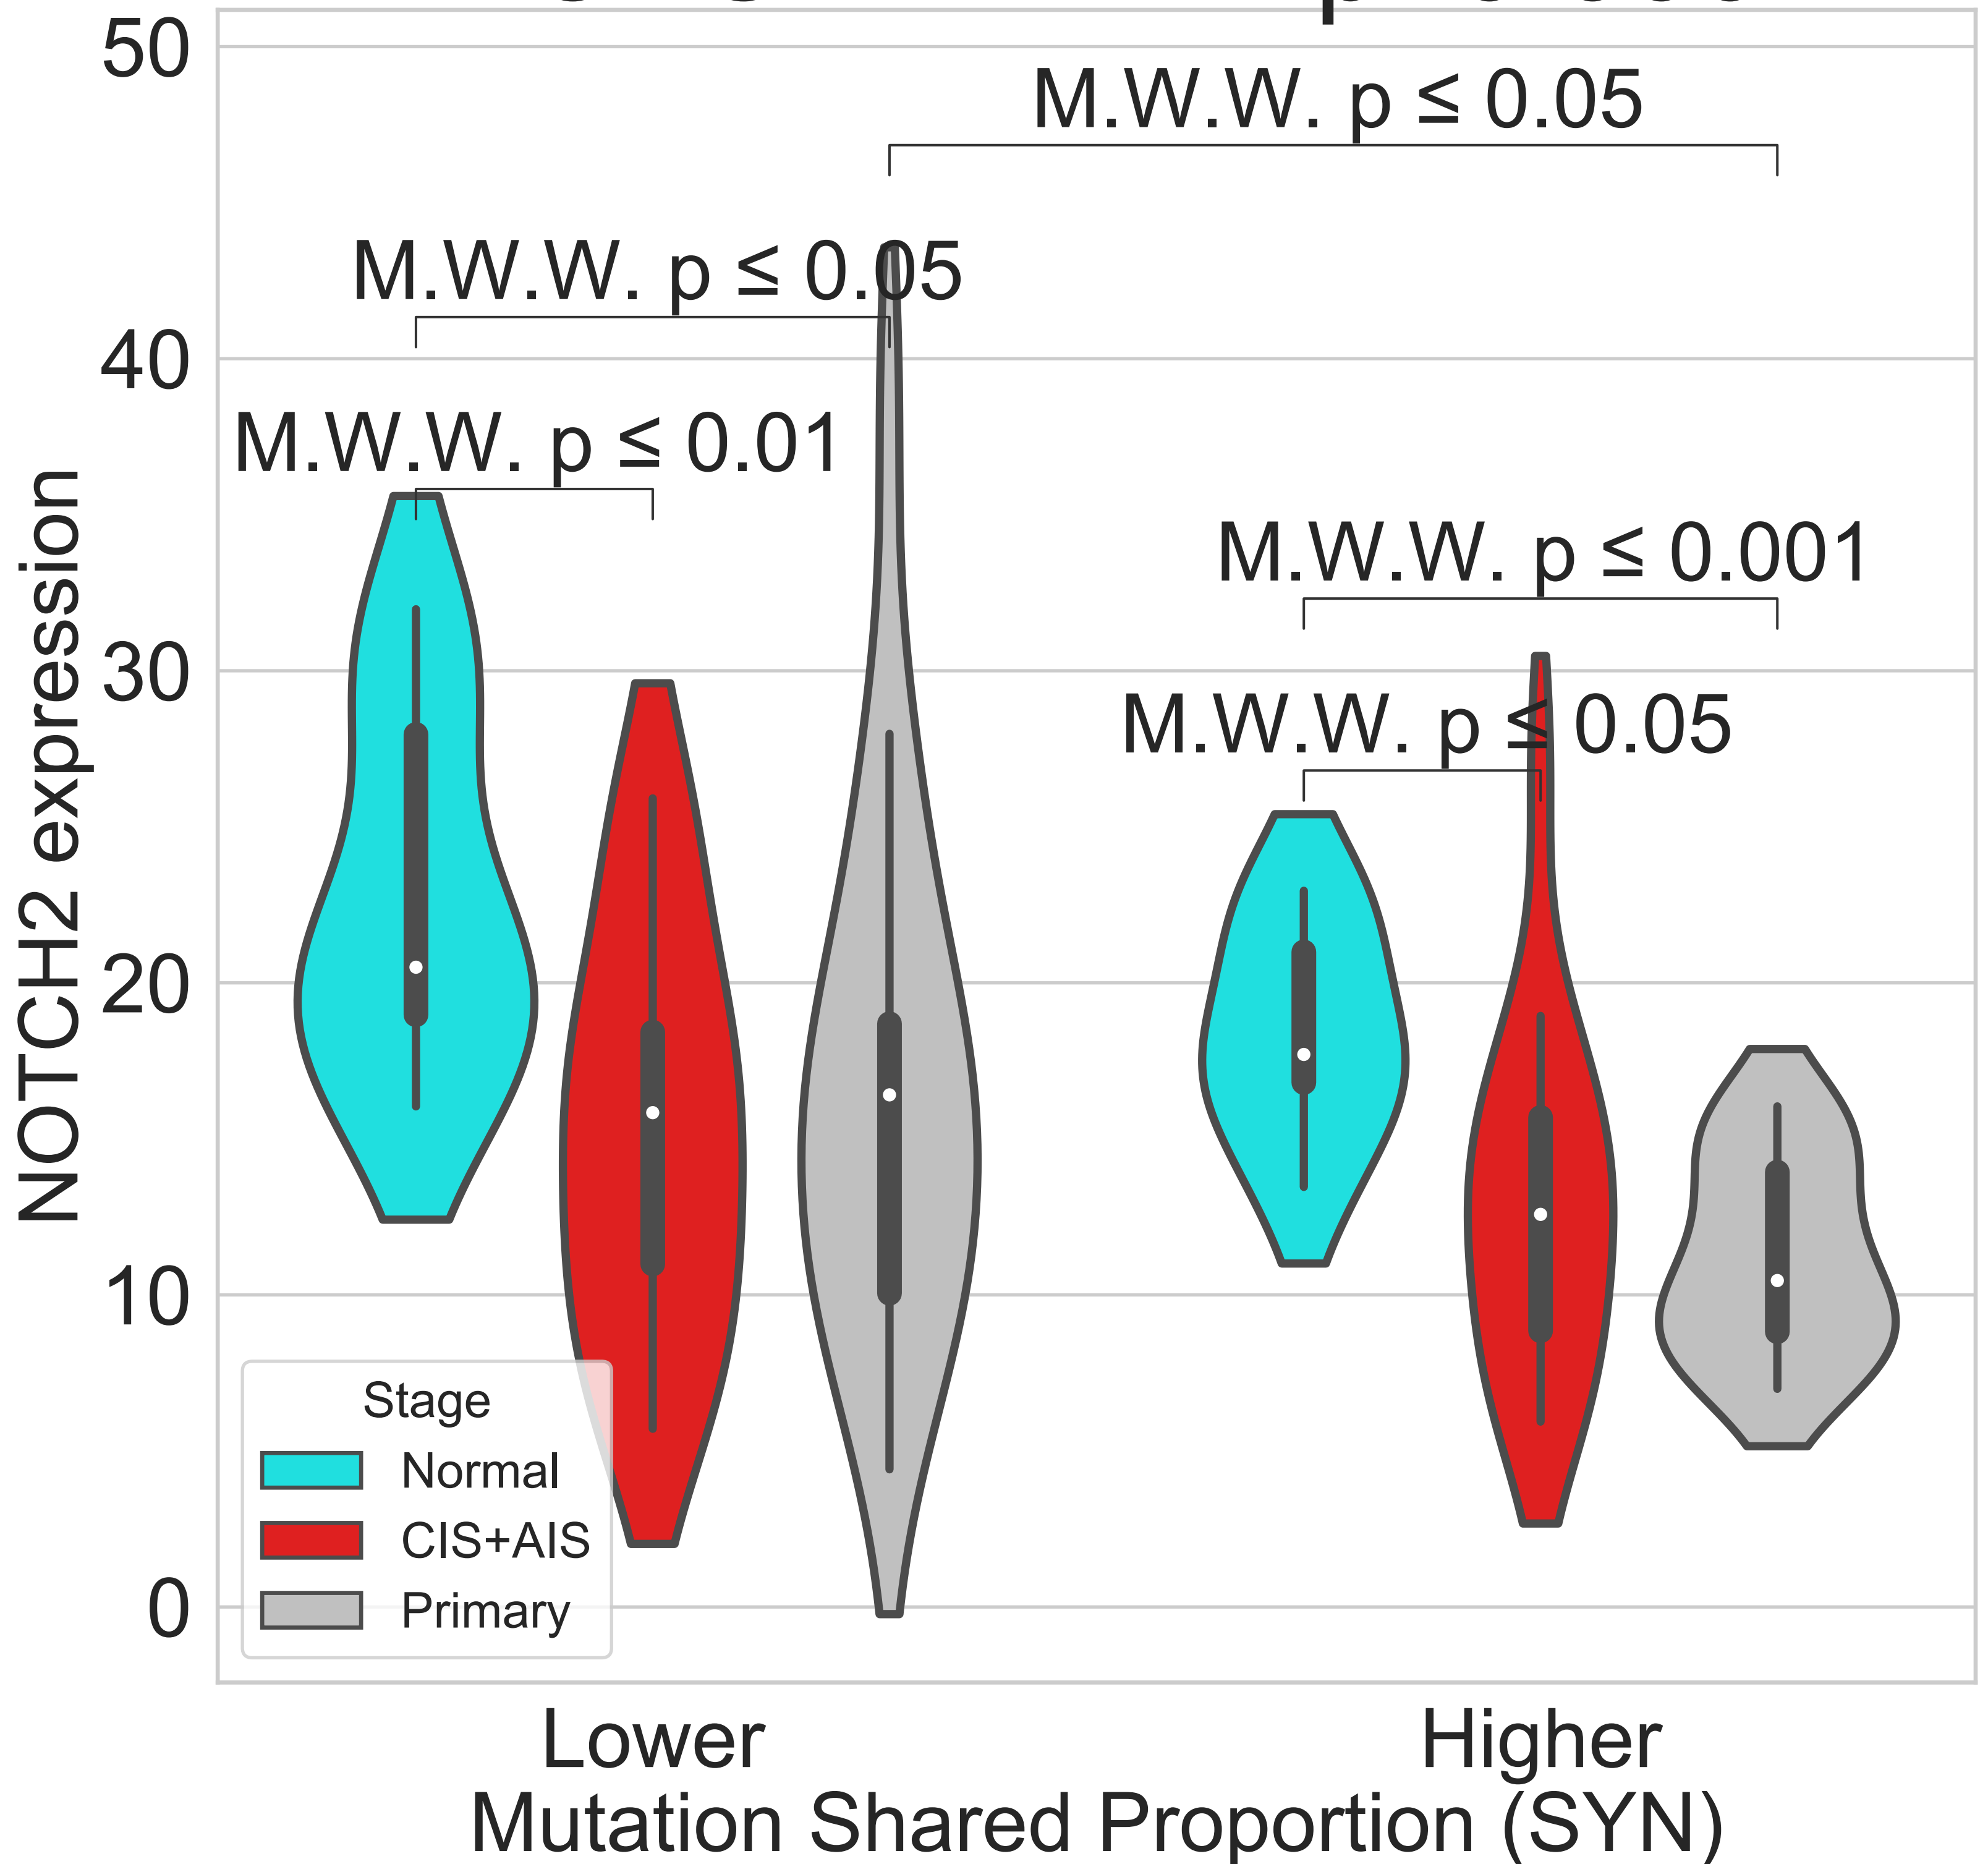 50
M.W.W. p ≤ 0.05
M.W.W. p ≤ 0.05
40
M.W.W. p ≤ 0.01
M.W.W. p ≤ 0.001
30
M.W.W. p ≤ 0.05
NOTCH2 expression
20
10
0
Stage
Normal
CIS+AIS
Primary
Lower
Higher
Mutation Shared Proportion (SYN)